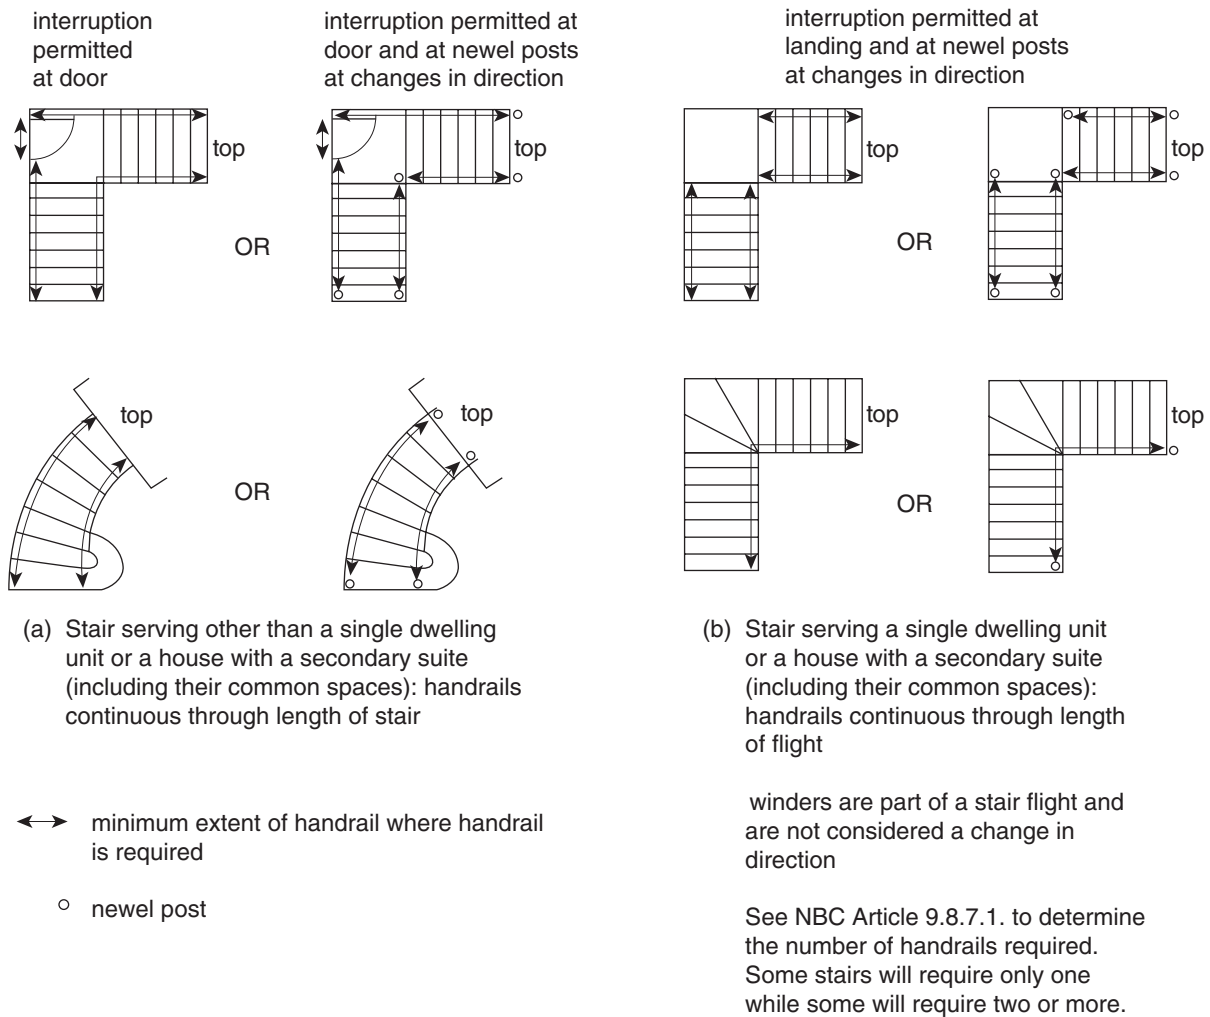 interruption
permitted
at door
interruption permitted at
door and at newel posts
at changes in direction
interruption permitted at
landing and at newel posts
at changes in direction
top
top
top
top
OR
OR
top
top
top
top
OR
OR
(a) Stair serving other than a single dwelling
unit or a house with a secondary suite
(including their common spaces): handrails
continuous through length of stair
(b) Stair serving a single dwelling unit
or a house with a secondary suite
(including their common spaces):
handrails continuous through length
of flight
minimum extent of handrail where handrail
is required
newel post
winders are part of a stair flight and
are not considered a change in
direction
See NBC Article 9.8.7.1. to determine
the number of handrails required.
Some stairs will require only one
while some will require two or more.